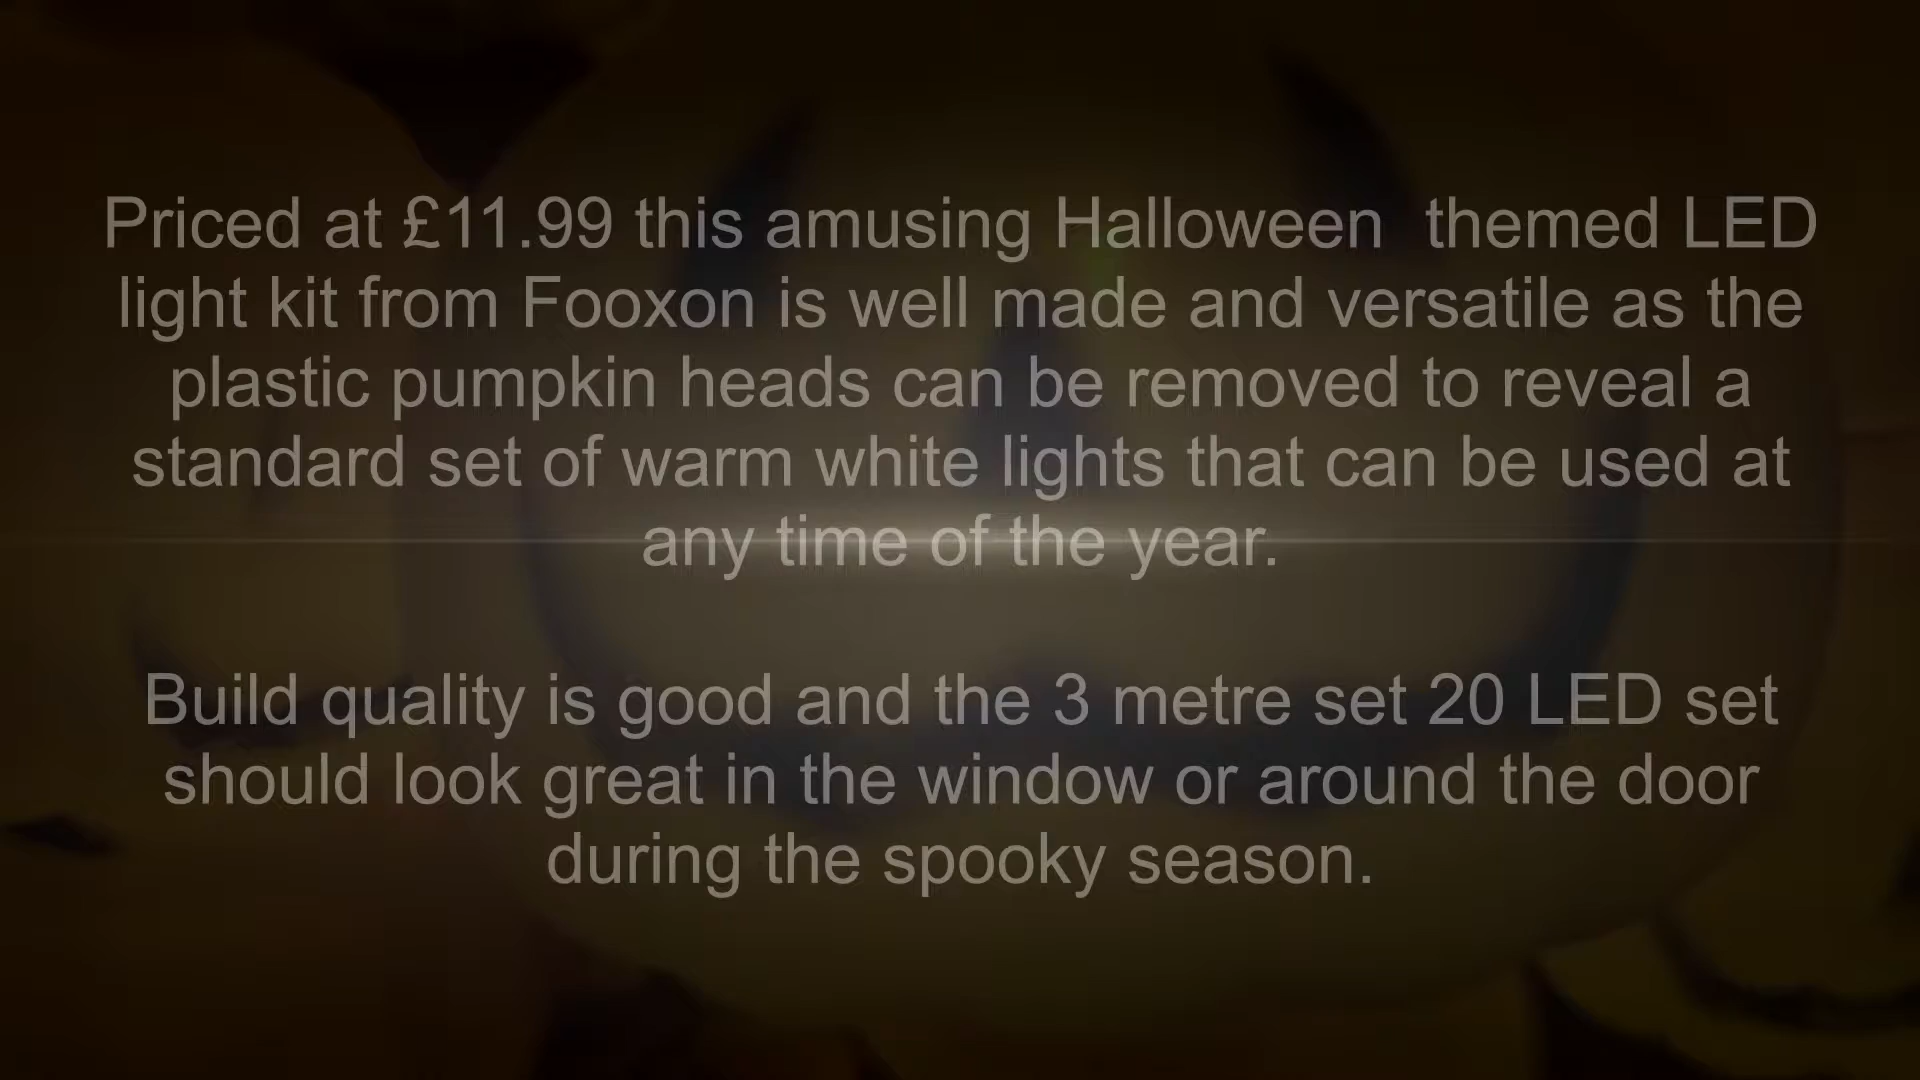 Priced at £11.99 this amusing Halloween  themed LED
light kit from Fooxon is well made and versatile as the
plastic pumpkin heads can be removed to reveal a
standard set of warm white lights that can be used at
any time of the year.
Build quality is good and the 3 metre set 20 LED set
should look great in the window or around the door
during the spooky season.